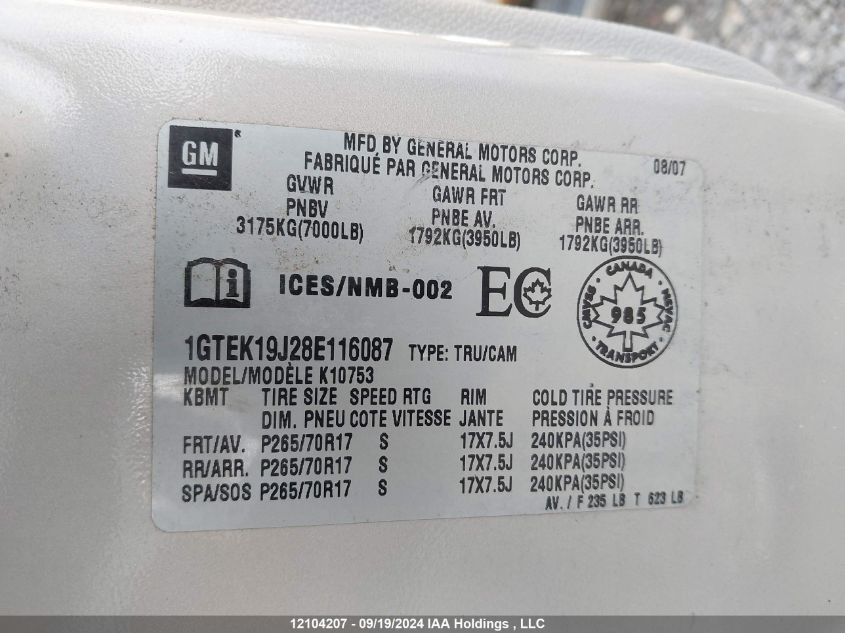 GM
MFD BY GENERAL MOTORS CORP. 08/07
FABRIQUÉ PAR GENERAL MOTORS CORP.
GVWR GAWR FRT GAWR RR
PNBV PNBE AV. PNBE ARR.
3175KG(7000LB) 1792KG(3950LB) 1792KG(3950LB)
i ICES/NMB-002 EC
CANADA
CMVSS 985 NSVAC
TRANSPORT
1GTEK19J28E116087 TYPE: TRU/CAM
MODEL/MODÈLE K10753
KBMT TIRE SIZE SPEED RTG RIM COLD TIRE PRESSURE
DIM. PNEU COTE VITESSE JANTE PRESSION À FROID
FRT/AV. P265/70R17 S 17X7.5J 240KPA(35PSI)
RR/ARR. P265/70R17 S 17X7.5J 240KPA(35PSI)
SPA/SOS P265/70R17 S 17X7.5J 240KPA(35PSI)
AV. / F 235 LB T 623 LB
12104207 - 09/19/2024 IAA Holdings , LLC